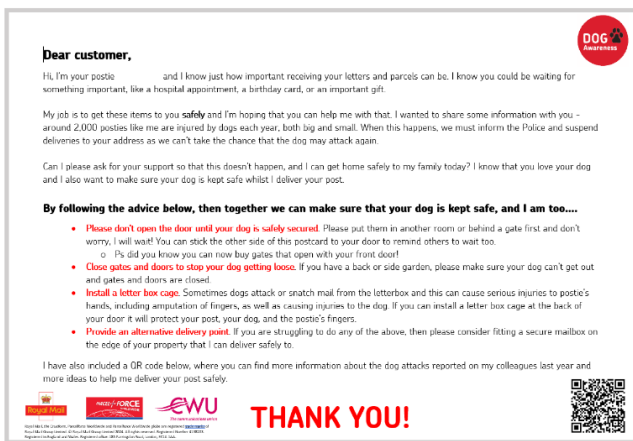 DOG
Awareness
Dear customer,
Hi, I'm your postie and I know just how important receiving your letters and parcels can be. I know you could be waiting for
something important, like a hospital appointment, a birthday card, or an important gift.
My job is to get these items to you safely and I'm hoping that you can help me with that. I wanted to share some information with you -
around 2,000 posties like me are injured by dogs each year, both big and small. When this happens, we must inform the Police and suspend
deliveries to your address as we can't take the chance that the dog may attack again.
Can I please ask for your support so that this doesn't happen, and I can get home safely to my family today? I know that you love your dog
and I also want to make sure your dog is kept safe whilst I deliver your post.
By following the advice below, then together we can make sure that your dog is kept safe, and I am too....
• Please don't open the door until your dog is safely secured. Please put them in another room or behind a gate first and don't
worry, I will wait! You can stick the other side of this postcard to your door to remind others to wait too.
o Ps did you know you can now buy gates that open with your front door!
• Close gates and doors to stop your dog getting loose. If you have a back or side garden, please make sure your dog can't get out
and gates and doors are closed.
• Install a letter box cage. Sometimes dogs attack or snatch mail from the letterbox and this can cause serious injuries to postie's
hands, including amputation of fingers, as well as causing injuries to the dog. If you can install a letter box cage at the back of
your door it will protect your post, your dog, and the postie's fingers.
• Provide an alternative delivery point. If you are struggling to do any of the above, then please consider fitting a secure mailbox on
the edge of your property that I can deliver safely to.
I have also included a QR code below, where you can find more information about the dog attacks reported on my colleagues last year and
more ideas to help me deliver your post safely.
Royal Mail
PARCELFORCE
CWU
THANK YOU!